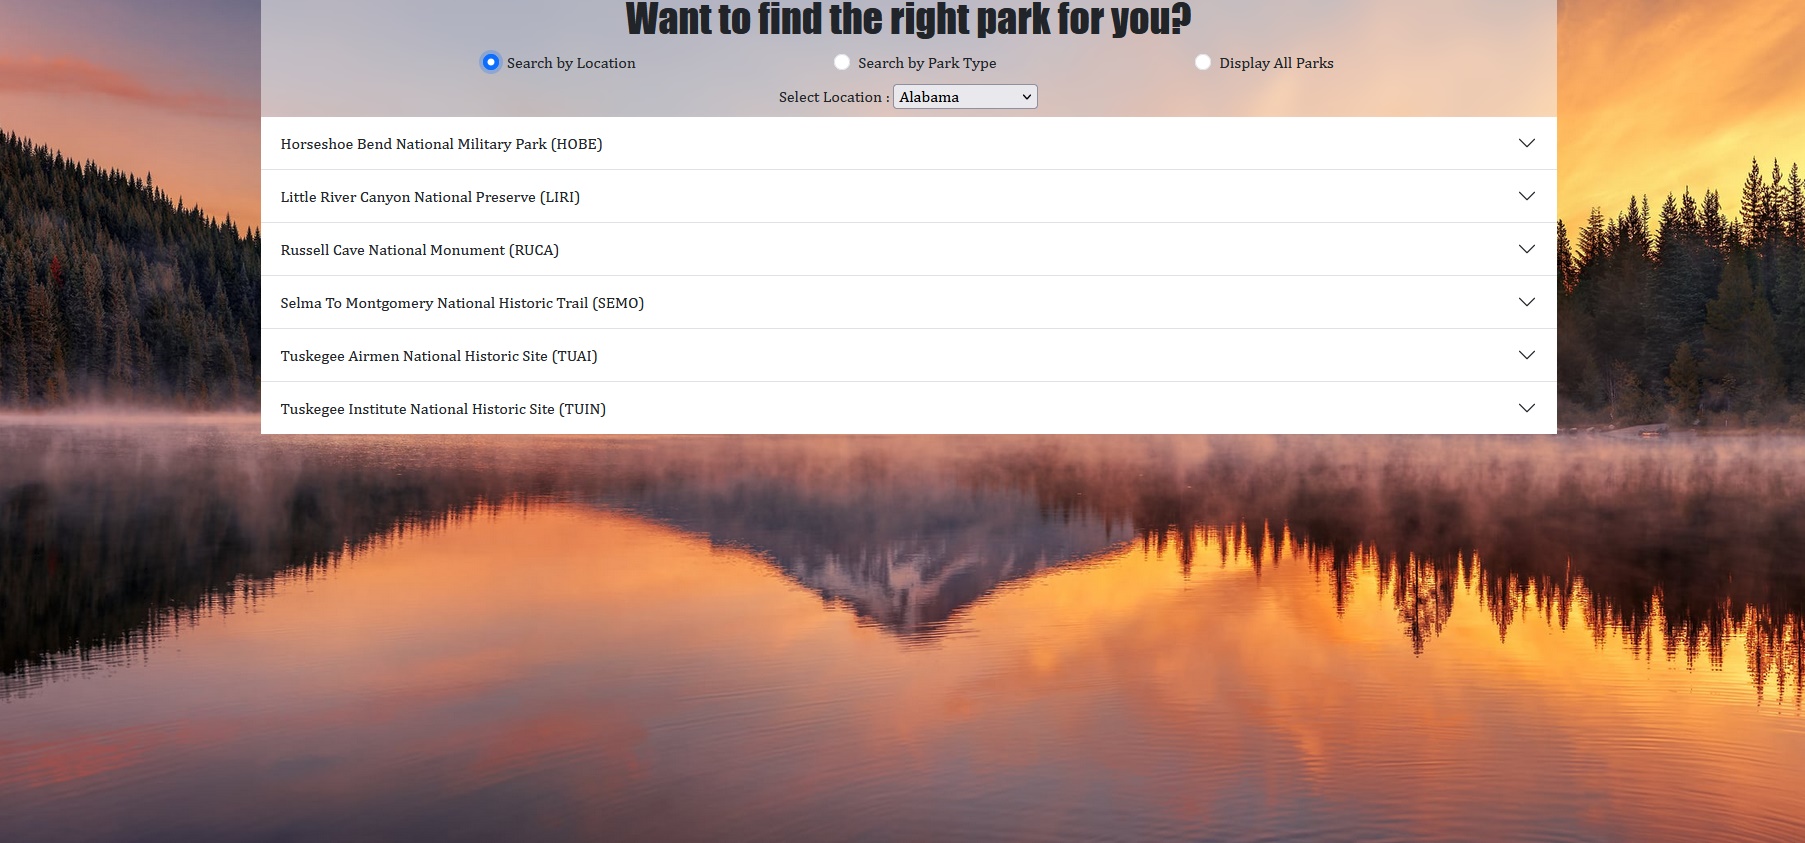 Want to find the right park for you?
Search by Location Search by Park Type Display All Parks
Select Location : Alabama
Horseshoe Bend National Military Park (HOBE)
Little River Canyon National Preserve (LIRI)
Russell Cave National Monument (RUCA)
Selma To Montgomery National Historic Trail (SEMO)
Tuskegee Airmen National Historic Site (TUAI)
Tuskegee Institute National Historic Site (TUIN)